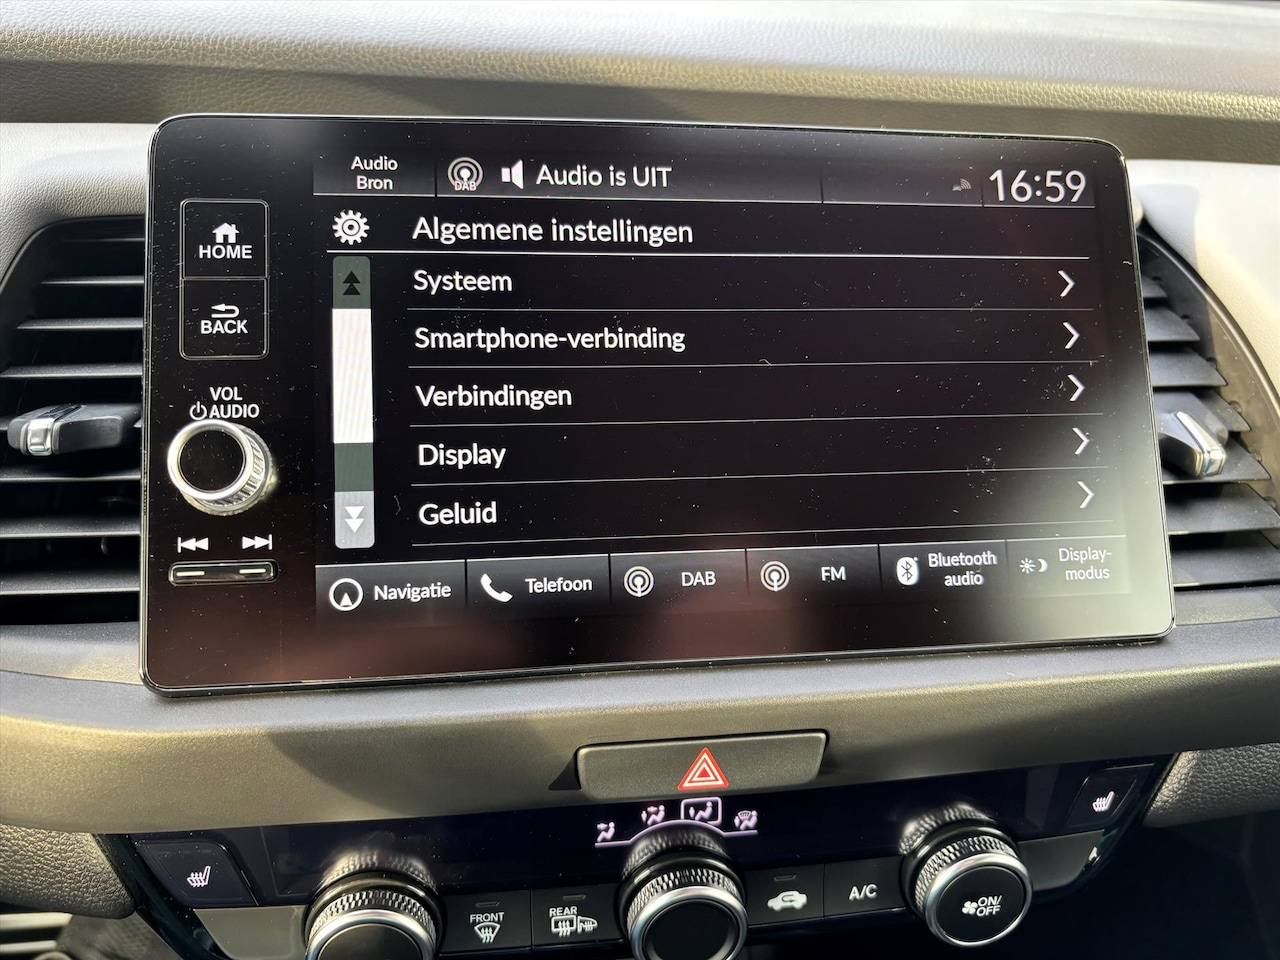 Audio
Bron
DAB
Audio is UIT
16:59
HOME
BACK
Algemene instellingen
Systeem
Smartphone-verbinding
Verbindingen
Display
Geluid
VOL
AUDIO
Navigatie
Telefoon
DAB
FM
Bluetooth
audio
Display-
modus
FRONT
REAR
A/C
ON/
OFF